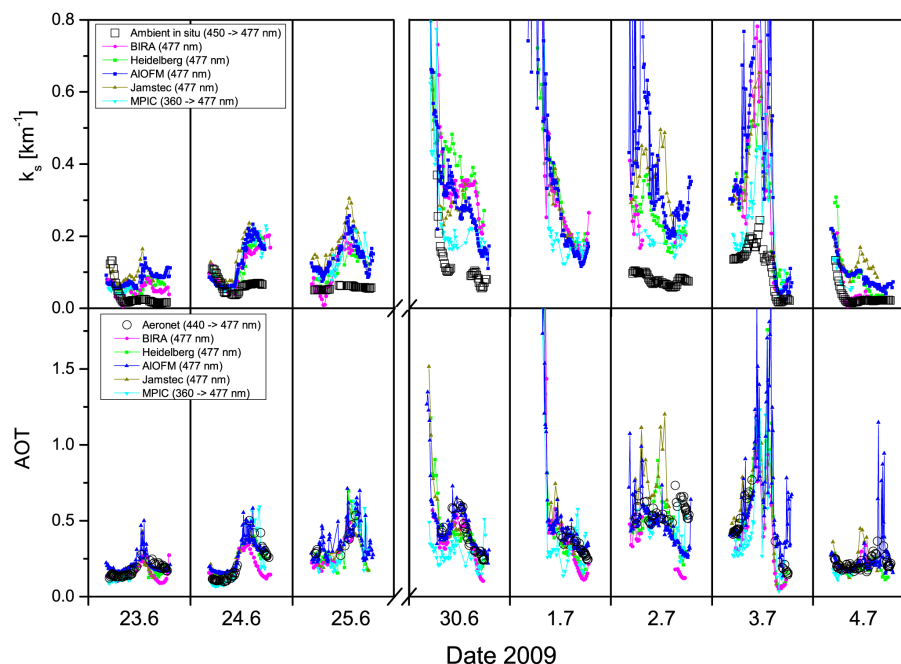 0.8
0.6
0.4
0.2
0.0
k_s [km^-1]
Ambient in situ (450 -> 477 nm)
BIRA (477 nm)
Heidelberg (477 nm)
AIOFM (477 nm)
Jamstec (477 nm)
MPIC (360 -> 477 nm)
1.5
1.0
0.5
0.0
AOT
Aeronet (440 -> 477 nm)
BIRA (477 nm)
Heidelberg (477 nm)
AIOFM (477 nm)
Jamstec (477 nm)
MPIC (360 -> 477 nm)
23.6 24.6 25.6 30.6 1.7 2.7 3.7 4.7
Date 2009